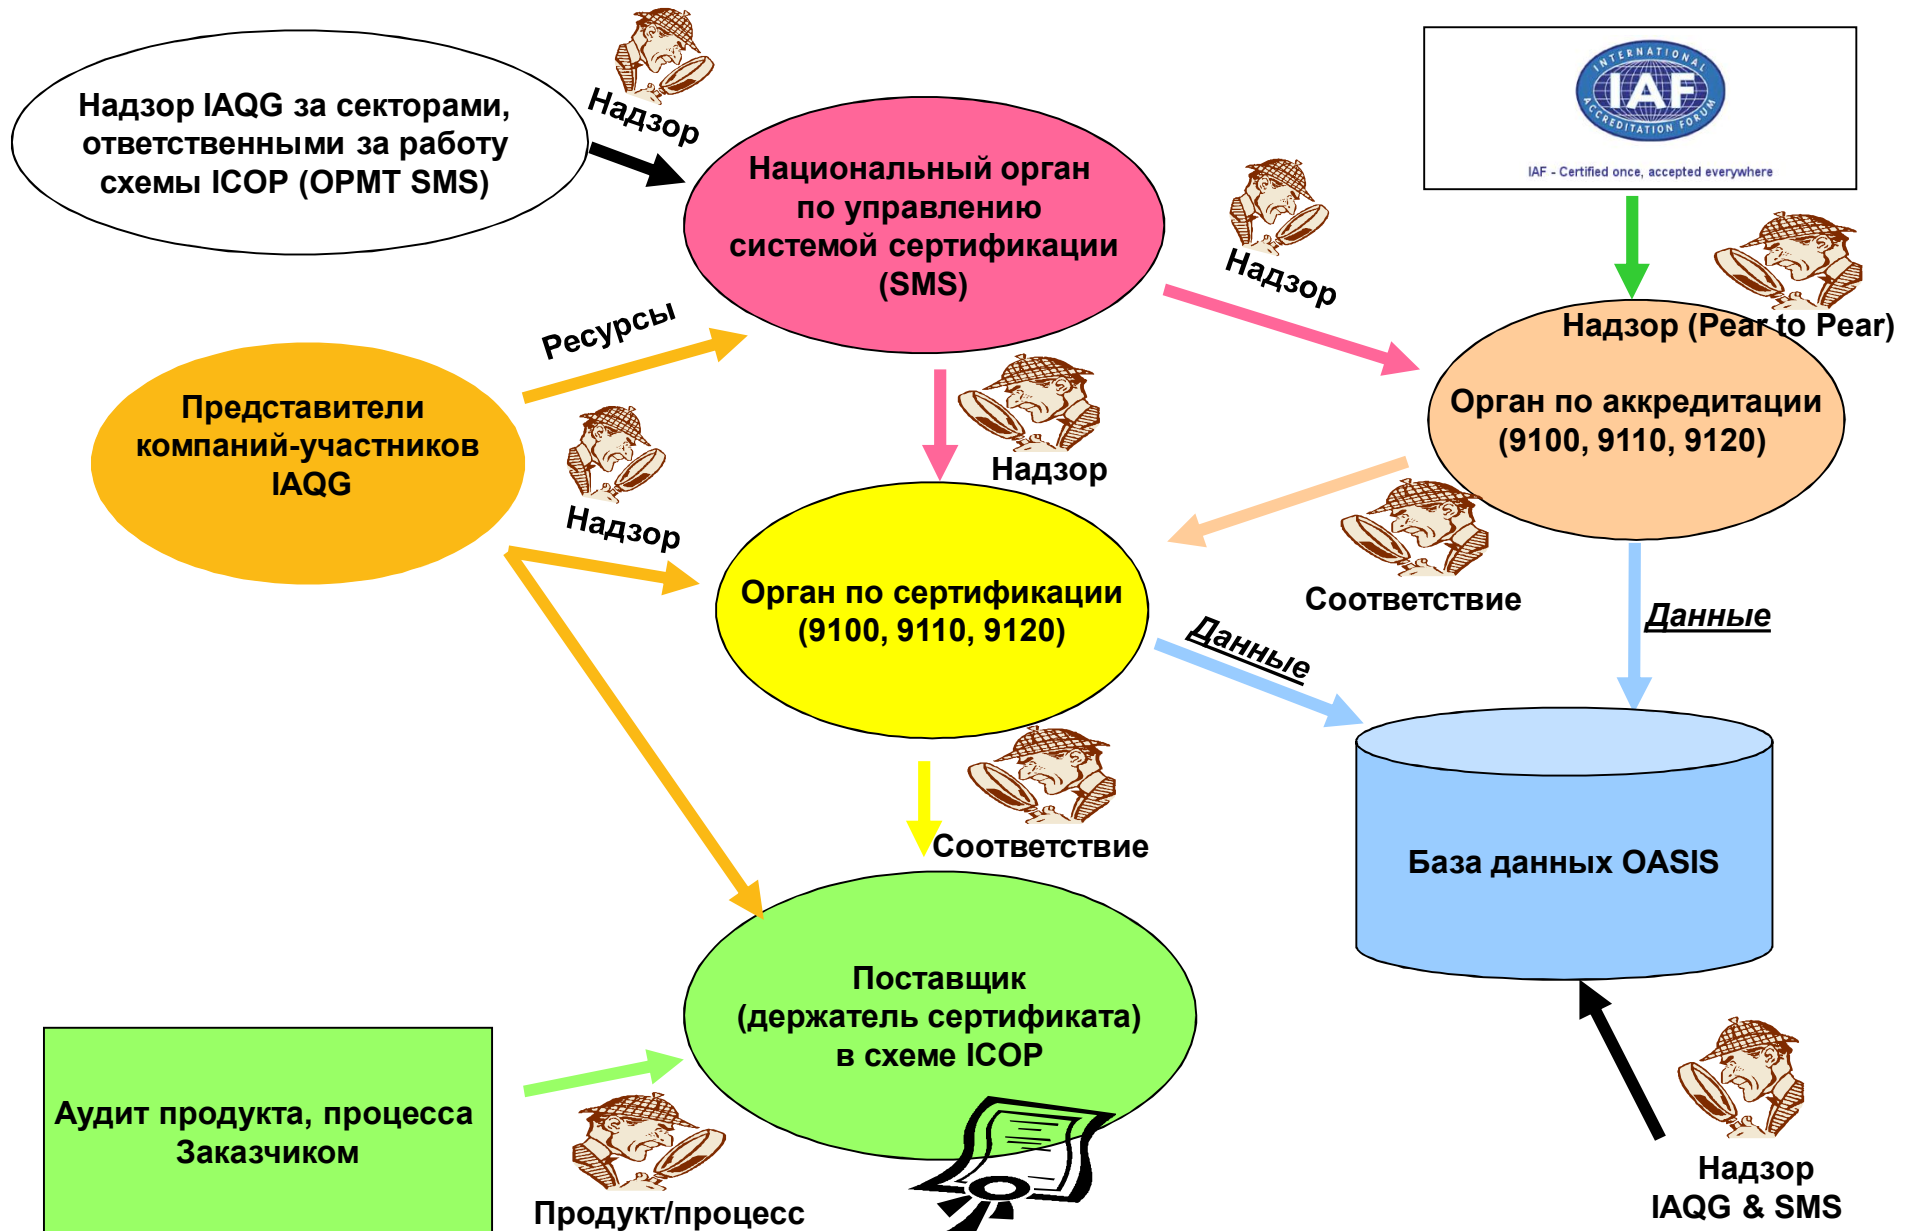 Надзор IAQG за секторами,
ответственными за работу
схемы ICOP (OPMT SMS)
Надзор
Национальный орган
по управлению
системой сертификации
(SMS)
Надзор
INTERNATIONAL
IAF
ACCREDITATION FORUM
IAF - Certified once, accepted everywhere
Надзор (Pear to Pear)
Ресурсы
Представители
компаний-участников
IAQG
Надзор
Надзор
Орган по аккредитации
(9100, 9110, 9120)
Орган по сертификации
(9100, 9110, 9120)
Соответствие
Данные
Данные
Соответствие
База данных OASIS
Поставщик
(держатель сертификата)
в схеме ICOP
Аудит продукта, процесса
Заказчиком
Продукт/процесс
Надзор
IAQG & SMS